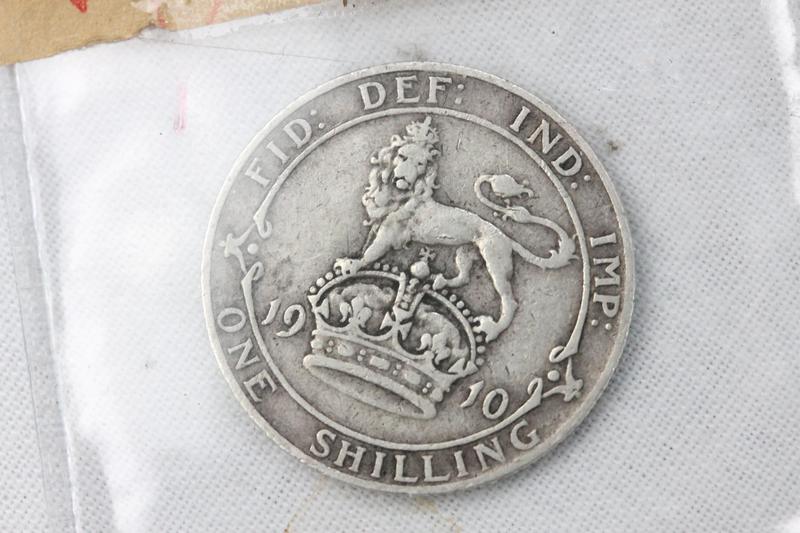 FID: DEF: IND: IMP:
19 10
ONE SHILLING